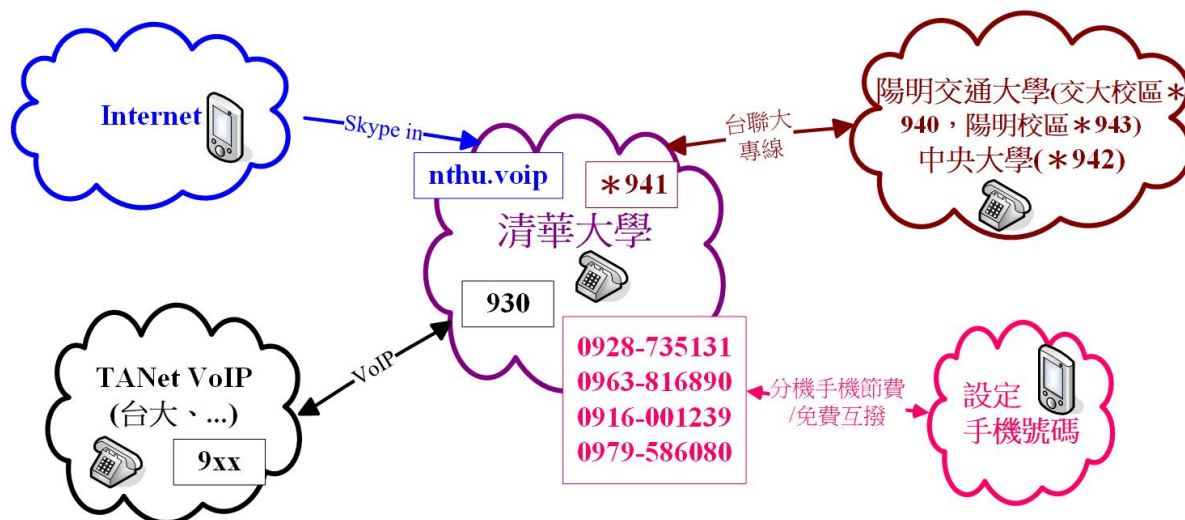 Internet
Skype in
nthu.voip
＊941
清華大學
930
台聯大
專線
陽明交通大學(交大校區＊
940，陽明校區＊943)
中央大學(＊942)
TANet VoIP
(台大、...)
9xx
VoIP
0928-735131
0963-816890
0916-001239
0979-586080
分機手機節費
/免費互撥
設定
手機號碼